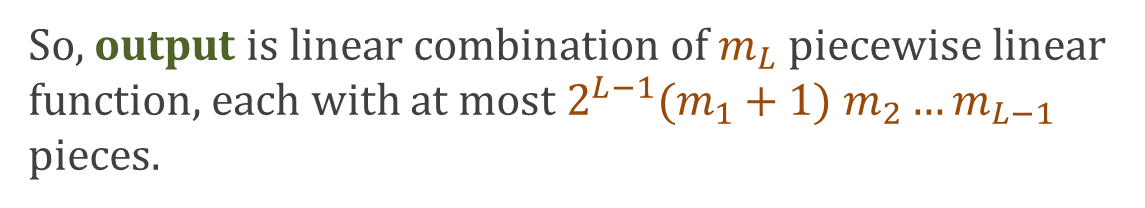 So, output is linear combination of m_L piecewise linear
function, each with at most 2^{L−1}(m_1 + 1) m_2 … m_{L−1}
pieces.